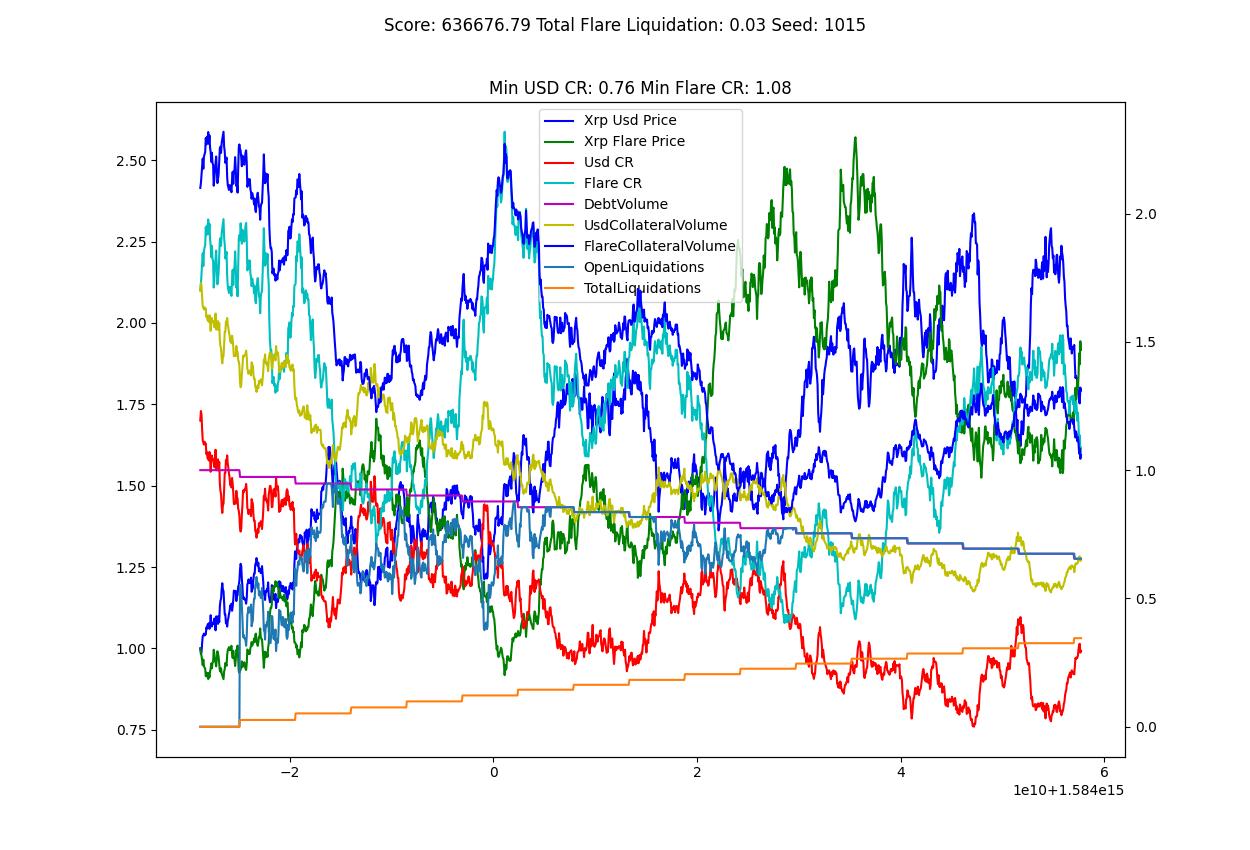 Score: 636676.79 Total Flare Liquidation: 0.03 Seed: 1015
Min USD CR: 0.76 Min Flare CR: 1.08
Xrp Usd Price
Xrp Flare Price
Usd CR
Flare CR
DebtVolume
UsdCollateralVolume
FlareCollateralVolume
OpenLiquidations
TotalLiquidations
2.50
2.25
2.00
1.75
1.50
1.25
1.00
0.75
2.0
1.5
1.0
0.5
0.0
−2 0 2 4 6
1e10+1.584e15